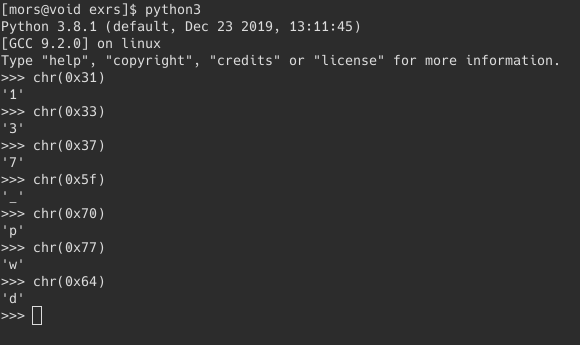 [mors@void exrs]$ python3
Python 3.8.1 (default, Dec 23 2019, 13:11:45)
[GCC 9.2.0] on linux
Type "help", "copyright", "credits" or "license" for more information.
>>> chr(0x31)
'1'
>>> chr(0x33)
'3'
>>> chr(0x37)
'7'
>>> chr(0x5f)
'_'
>>> chr(0x70)
'p'
>>> chr(0x77)
'w'
>>> chr(0x64)
'd'
>>>